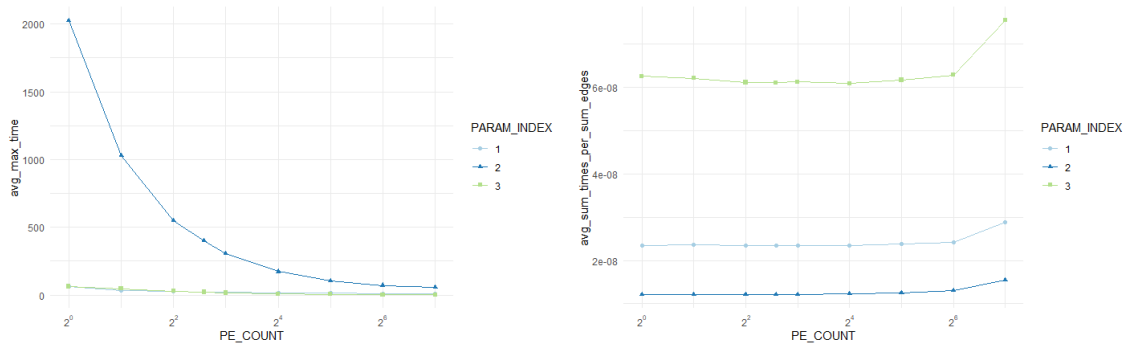 2000
1500
1000
500
0
avg_max_time
2^0
2^2
2^4
2^6
PE_COUNT
PARAM_INDEX
1
2
3
6e-08
4e-08
2e-08
avg_sum_times_per_sum_edges
2^0
2^2
2^4
2^6
PE_COUNT
PARAM_INDEX
1
2
3